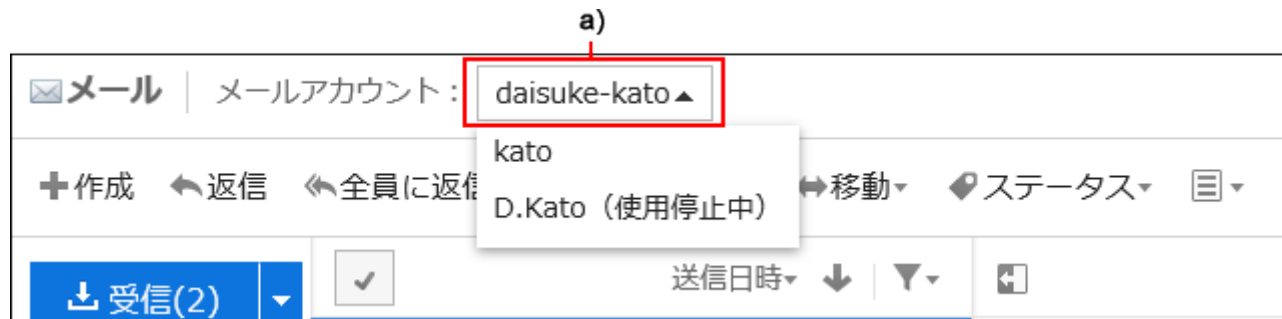 a)
メール メールアカウント： daisuke-kato
kato
D.Kato（使用停止中）
作成 返信 全員に返信 移動 ステータス
受信(2) 送信日時